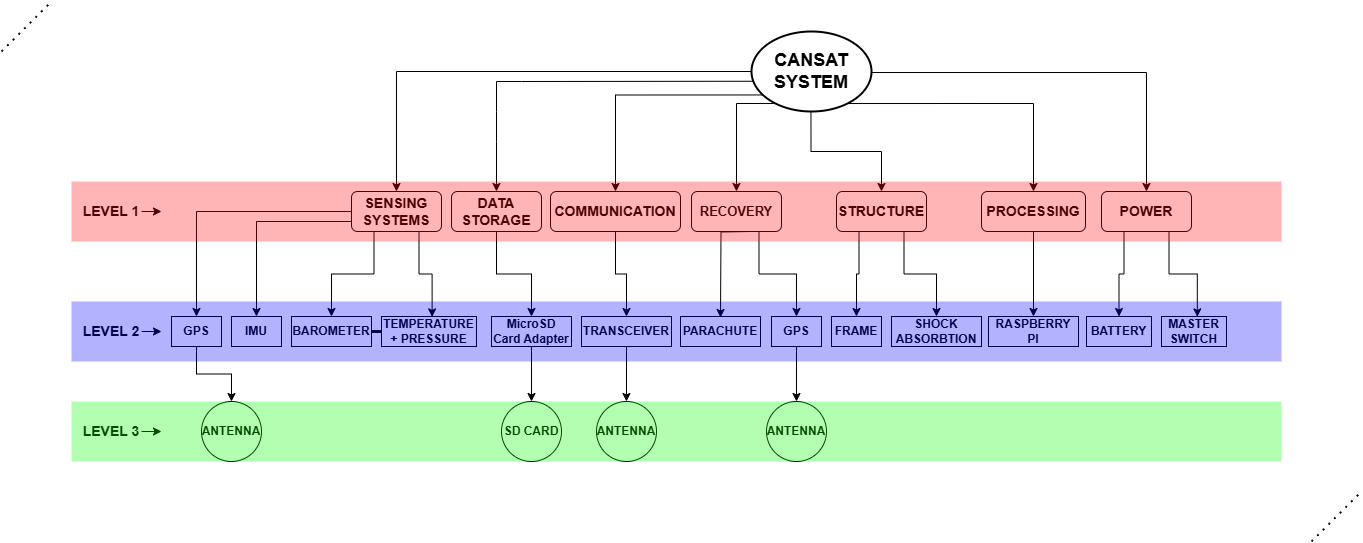 CANSAT
SYSTEM
LEVEL 1
SENSING
SYSTEMS
DATA
STORAGE
COMMUNICATION
RECOVERY
STRUCTURE
PROCESSING
POWER
LEVEL 2
GPS
IMU
BAROMETER
TEMPERATURE
+ PRESSURE
MicroSD
Card Adapter
TRANSCEIVER
PARACHUTE
GPS
FRAME
SHOCK
ABSORBTION
RASPBERRY
PI
BATTERY
MASTER
SWITCH
LEVEL 3
ANTENNA
SD CARD
ANTENNA
ANTENNA